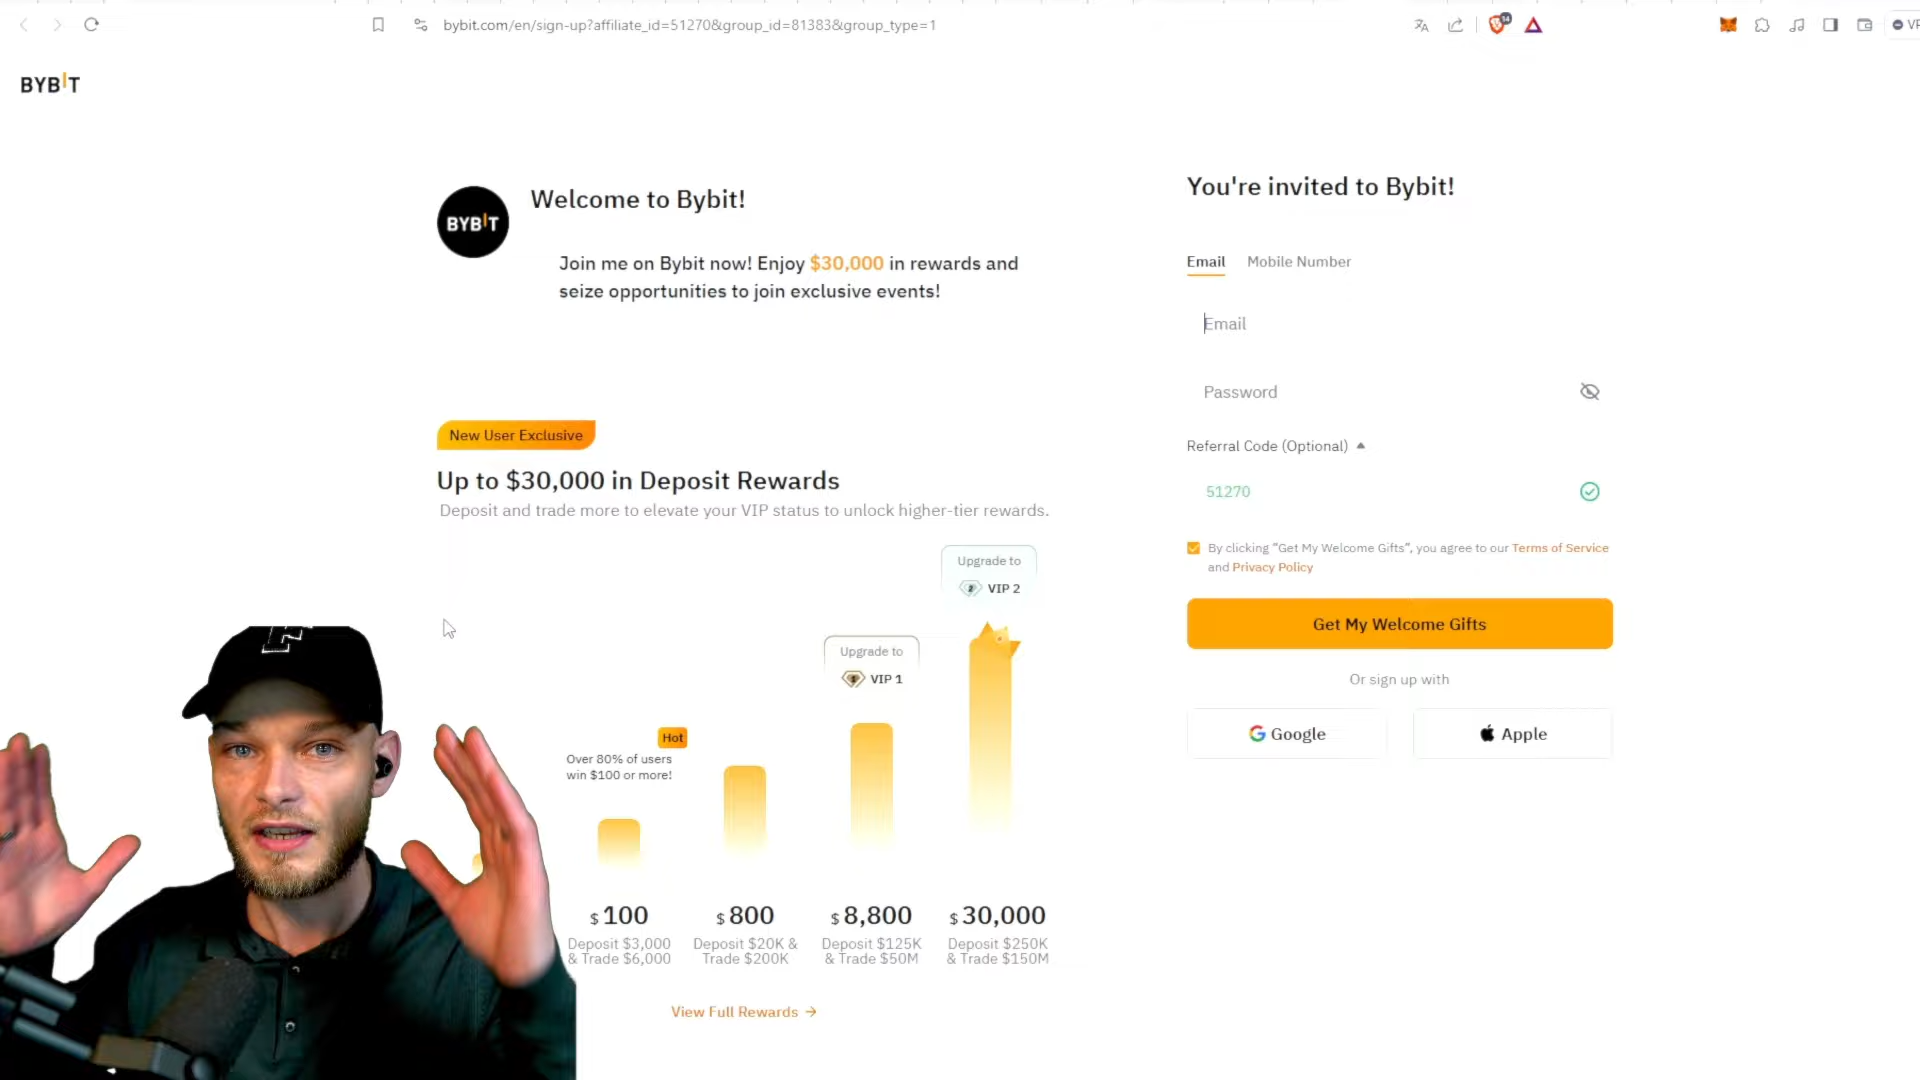 bybit.com/en/sign-up?affiliate_id=51270&group_id=81383&group_type=1
14
VP
BYBIT
BYBIT
Welcome to Bybit!
Join me on Bybit now! Enjoy $30,000 in rewards and
seize opportunities to join exclusive events!
New User Exclusive
Up to $30,000 in Deposit Rewards
Deposit and trade more to elevate your VIP status to unlock higher-tier rewards.
Upgrade to
VIP 2
Upgrade to
VIP 1
Hot
Over 80% of users
win $100 or more!
$ 100
Deposit $3,000
& Trade $6,000
$ 800
Deposit $20K &
Trade $200K
$ 8,800
Deposit $125K
& Trade $50M
$ 30,000
Deposit $250K
& Trade $150M
View Full Rewards →
You're invited to Bybit!
Email
Mobile Number
Email
Password
Referral Code (Optional)
51270
By clicking “Get My Welcome Gifts”, you agree to our Terms of Service
and Privacy Policy
Get My Welcome Gifts
Or sign up with
Google
Apple